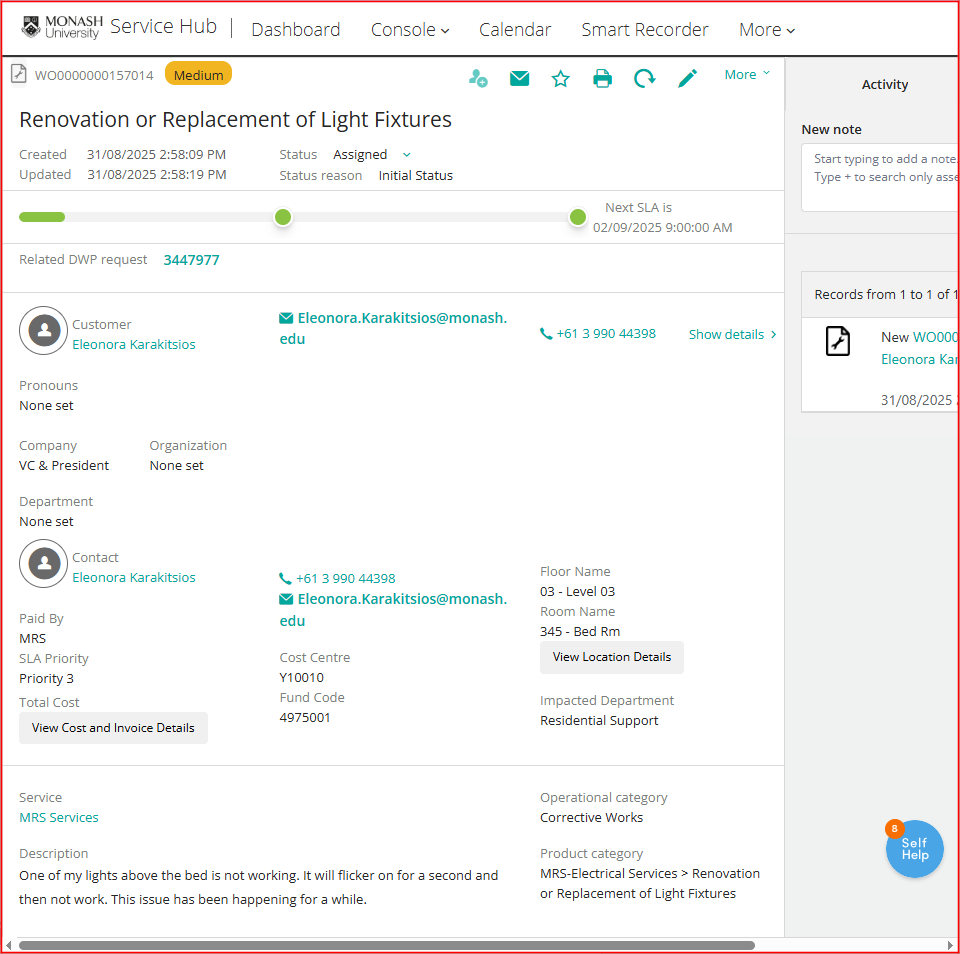 MONASH University Service Hub Dashboard Console Calendar Smart Recorder More
WO0000000157014 Medium More
Activity
Renovation or Replacement of Light Fixtures
Created 31/08/2025 2:58:09 PM Status Assigned
Updated 31/08/2025 2:58:19 PM Status reason Initial Status
New note
Start typing to add a note.
Type + to search only asse
Next SLA is
02/09/2025 9:00:00 AM
Related DWP request 3447977
Records from 1 to 1 of 1
New WO000
Eleonora Kar
31/08/2025
Customer
Eleonora Karakitsios
Eleonora.Karakitsios@monash.
edu
+61 3 990 44398
Show details
Pronouns
None set
Company Organization
VC & President None set
Department
None set
Contact
Eleonora Karakitsios
+61 3 990 44398
Eleonora.Karakitsios@monash.
edu
Floor Name
03 - Level 03
Room Name
345 - Bed Rm
View Location Details
Paid By
MRS
SLA Priority
Priority 3
Total Cost
View Cost and Invoice Details
Cost Centre
Y10010
Fund Code
4975001
Impacted Department
Residential Support
Service
MRS Services
Operational category
Corrective Works
Description
One of my lights above the bed is not working. It will flicker on for a second and
then not work. This issue has been happening for a while.
Product category
MRS-Electrical Services > Renovation
or Replacement of Light Fixtures
8
Self
Help